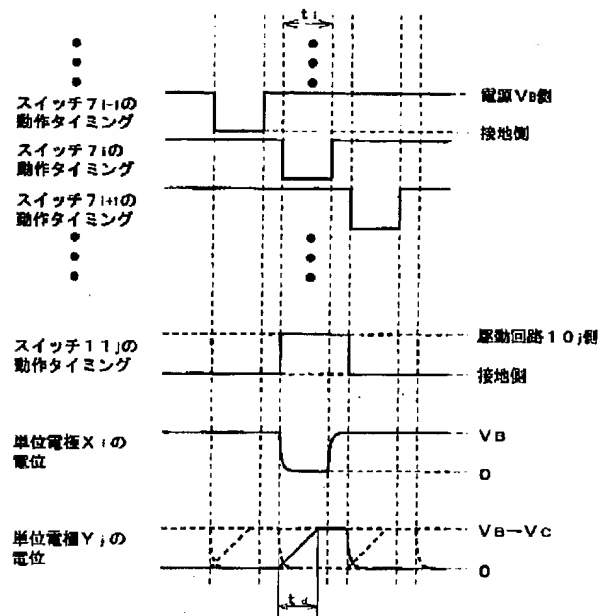 ti
スイッチ7i-1の
動作タイミング
電源VB側
接地側
スイッチ7iの
動作タイミング
スイッチ7i+1の
動作タイミング
スイッチ11jの
動作タイミング
駆動回路10j側
接地側
単位電極Xiの
電位
VB
0
単位電極Yjの
電位
VB-VC
0
td